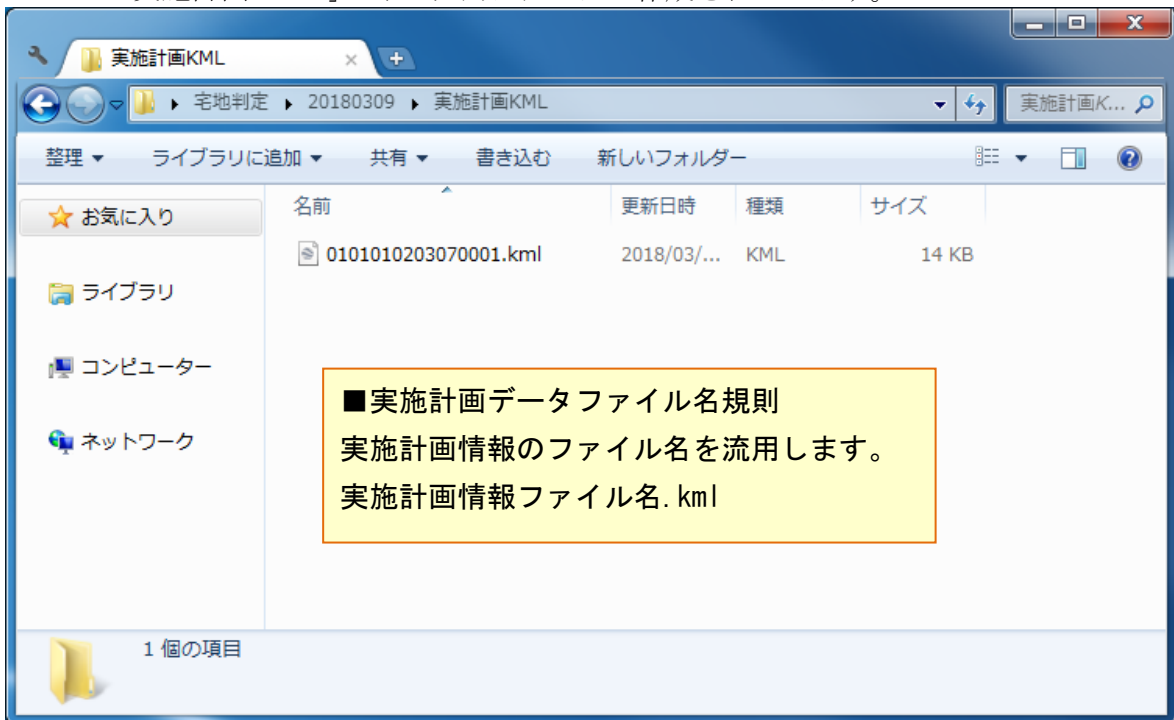 実施計画KML
宅地判定 ▶ 20180309 ▶ 実施計画KML
実施計画K...
整理 ▼ ライブラリに追加 ▼ 共有 ▼ 書き込む 新しいフォルダー
お気に入り
ライブラリ
コンピューター
ネットワーク
名前 更新日時 種類 サイズ
0101010203070001.kml 2018/03/... KML 14 KB
■実施計画データファイル名規則
実施計画情報のファイル名を流用します。
実施計画情報ファイル名.kml
1 個の項目